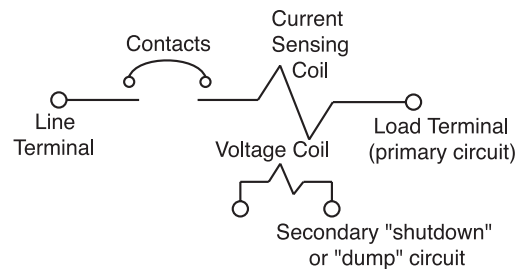 Current
Sensing
Coil
Contacts
Line
Terminal
Load Terminal
(primary circuit)
Voltage Coil
Secondary "shutdown"
or "dump" circuit